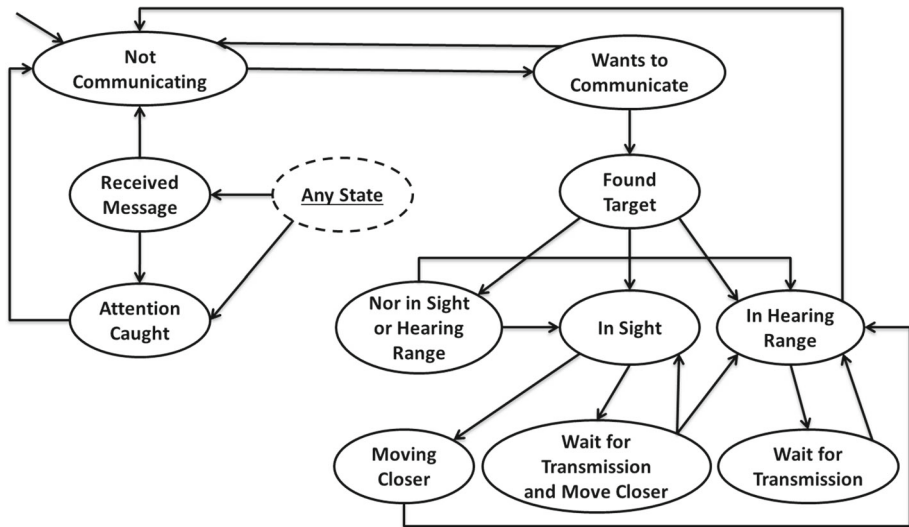 Not
Communicating
Wants to
Communicate
Received
Message
Any State
Found
Target
Attention
Caught
Nor in Sight
or Hearing
Range
In Sight
In Hearing
Range
Moving
Closer
Wait for
Transmission
and Move Closer
Wait for
Transmission